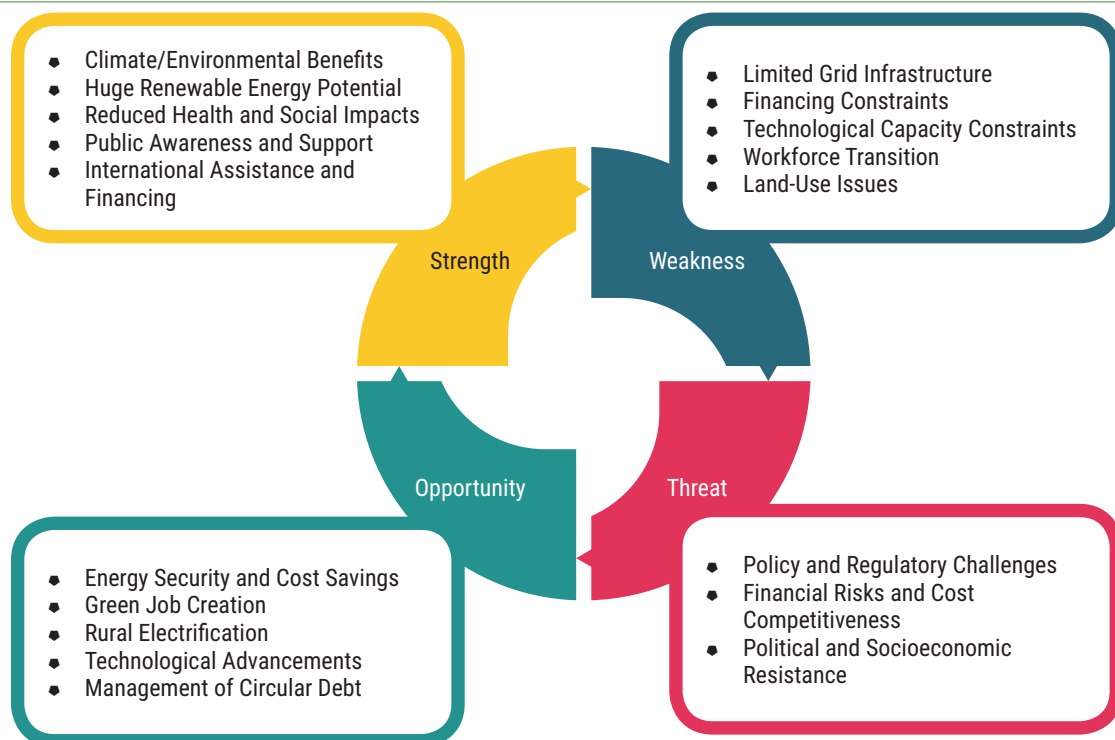 Climate/Environmental Benefits
Huge Renewable Energy Potential
Reduced Health and Social Impacts
Public Awareness and Support
International Assistance and
Financing
Limited Grid Infrastructure
Financing Constraints
Technological Capacity Constraints
Workforce Transition
Land-Use Issues
Strength
Weakness
Opportunity
Threat
Energy Security and Cost Savings
Green Job Creation
Rural Electrification
Technological Advancements
Management of Circular Debt
Policy and Regulatory Challenges
Financial Risks and Cost
Competitiveness
Political and Socioeconomic
Resistance